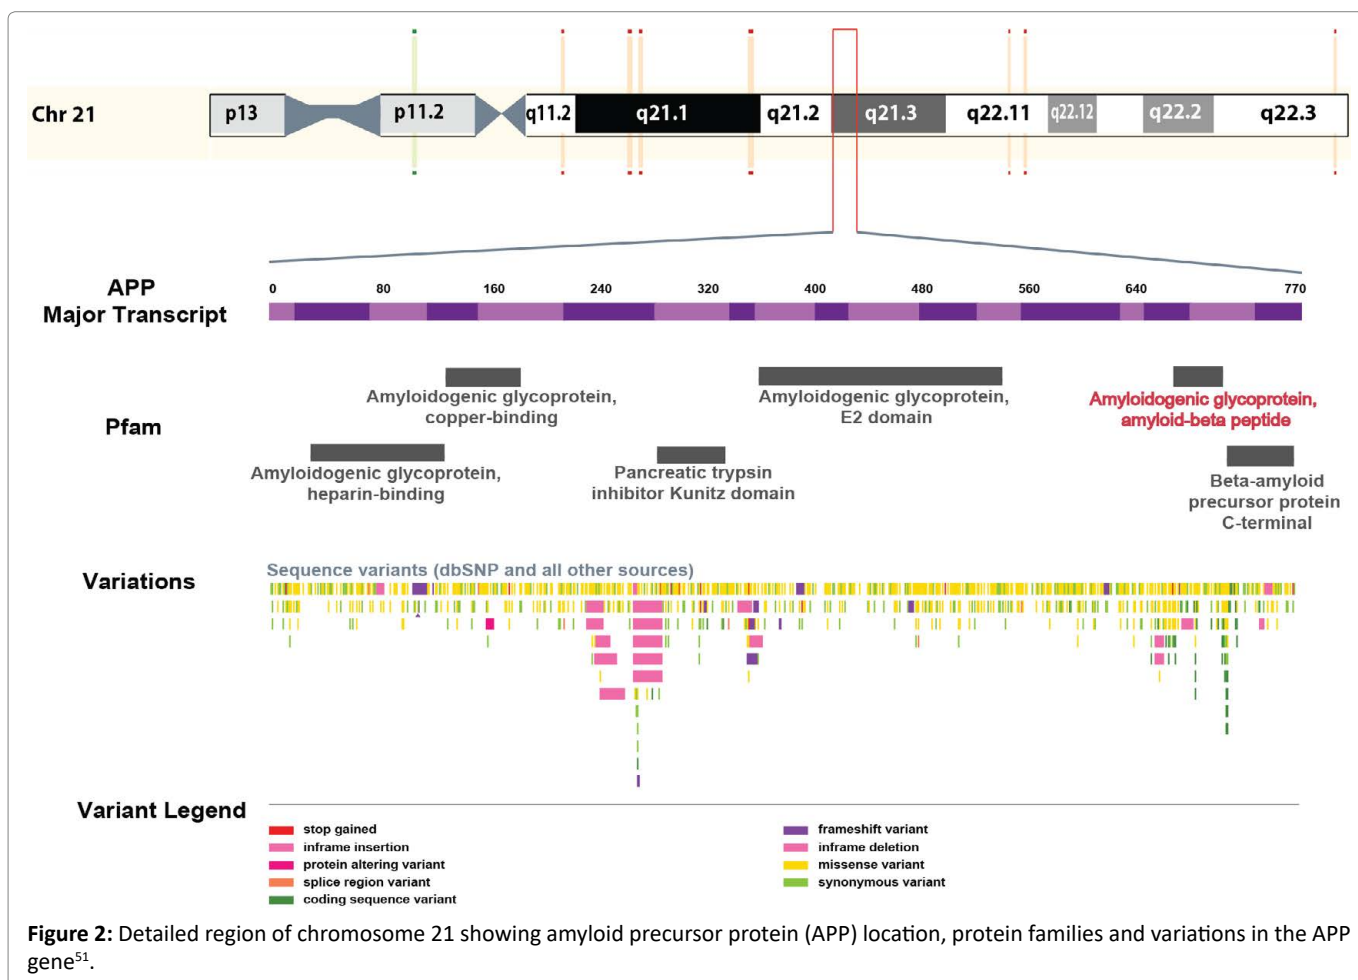 Chr 21
p13
p11.2
q11.2
q21.1
q21.2
q21.3
q22.11
q22.12
q22.2
q22.3
APP
Major Transcript
0 80 160 240 320 400 480 560 640 770
Pfam
Amyloidogenic glycoprotein,
copper-binding
Amyloidogenic glycoprotein,
E2 domain
Amyloidogenic glycoprotein,
amyloid-beta peptide
Amyloidogenic glycoprotein,
heparin-binding
Pancreatic trypsin
inhibitor Kunitz domain
Beta-amyloid
precursor protein
C-terminal
Variations
Sequence variants (dbSNP and all other sources)
Variant Legend
stop gained
inframe insertion
protein altering variant
splice region variant
coding sequence variant
frameshift variant
inframe deletion
missense variant
synonymous variant
Figure 2: Detailed region of chromosome 21 showing amyloid precursor protein (APP) location, protein families and variations in the APP
gene51.